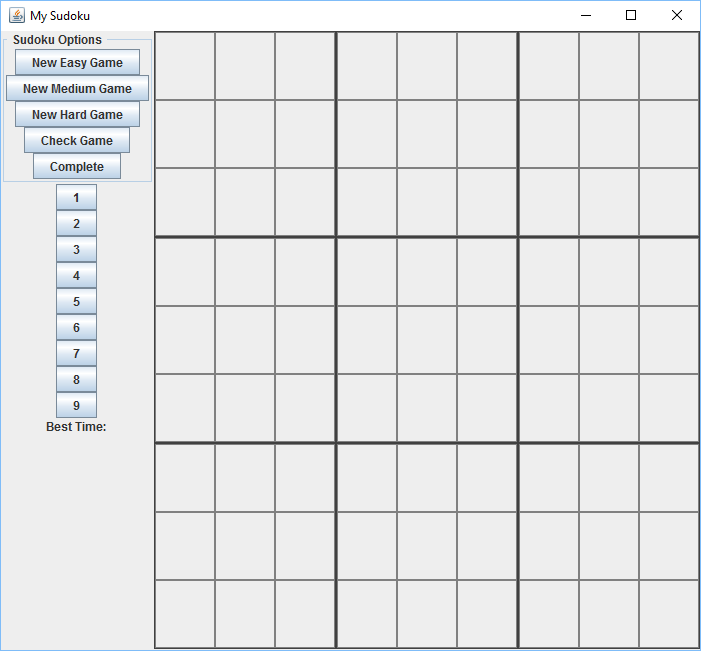 My Sudoku
Sudoku Options
New Easy Game
New Medium Game
New Hard Game
Check Game
Complete
1
2
3
4
5
6
7
8
9
Best Time: